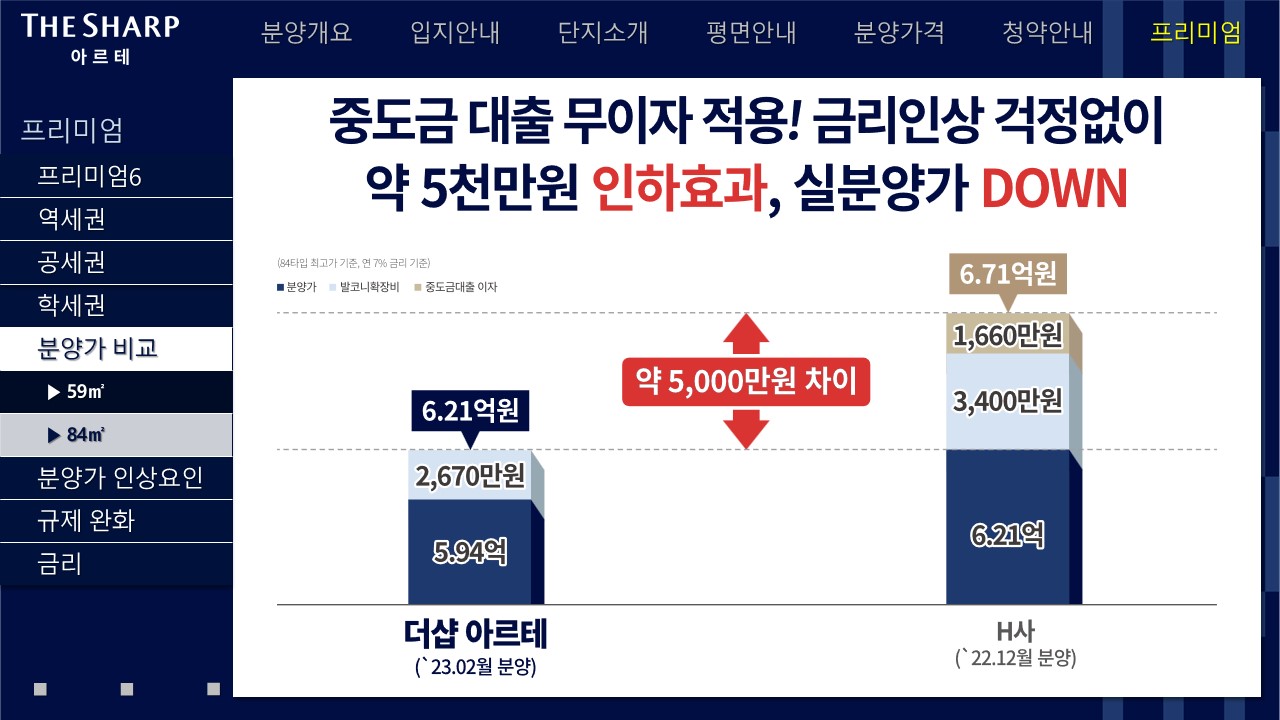 THE SHARP
아르테
분양개요 입지안내 단지소개 평면안내 분양가격 청약안내 프리미엄
프리미엄
프리미엄6
역세권
공세권
학세권
분양가 비교
▶ 59㎡
▶ 84㎡
분양가 인상요인
규제 완화
금리
중도금 대출 무이자 적용! 금리인상 걱정없이
약 5천만원 인하효과, 실분양가 DOWN
(84타입 최고가 기준, 연 7% 금리 기준)
분양가 발코니확장비 중도금대출 이자
6.71억원
1,660만원
약 5,000만원 차이
3,400만원
6.21억원
2,670만원
5.94억
6.21억
더샵 아르테
(`23.02월 분양)
H사
(`22.12월 분양)